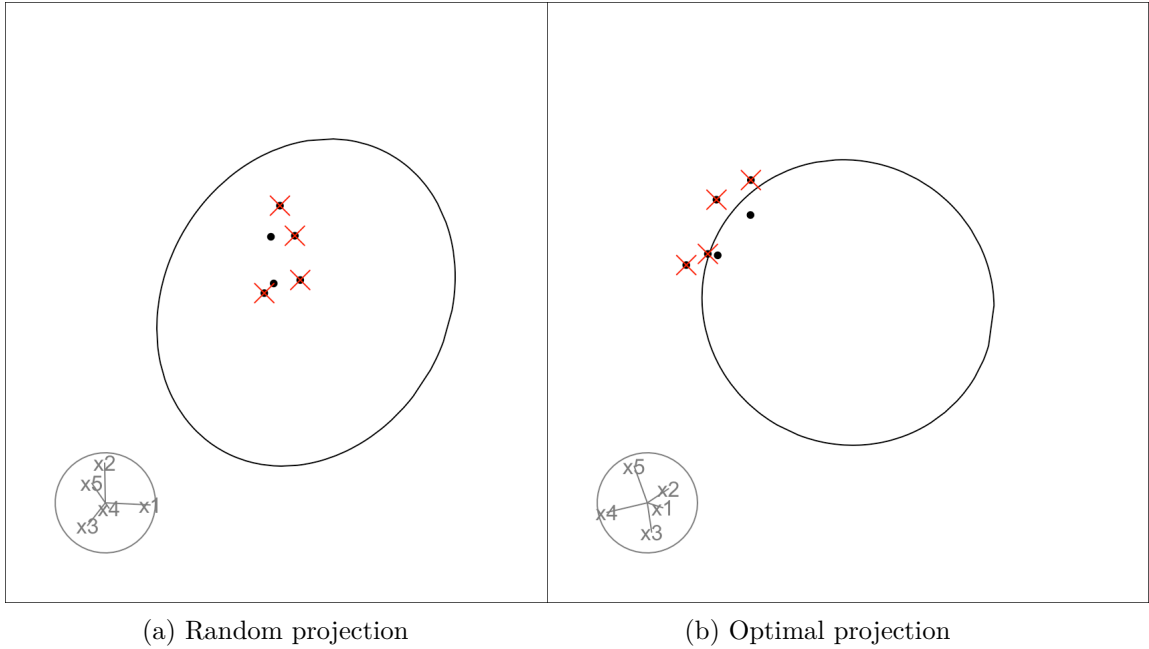 x2
x5
x4
x1
x3
x5
x2
x4
x1
x3
(a) Random projection
(b) Optimal projection